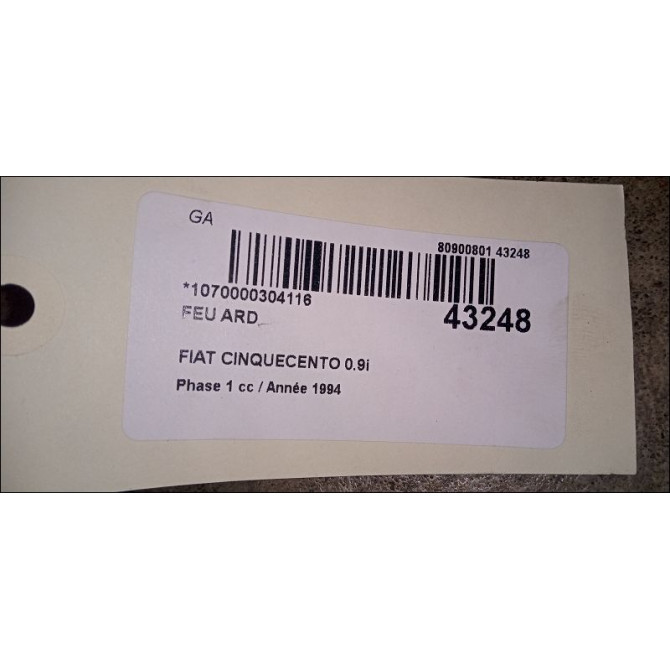 GA
80900801 43248
*1070000304116
43248
FEU ARD
FIAT CINQUECENTO 0.9i
Phase 1 cc / Année 1994